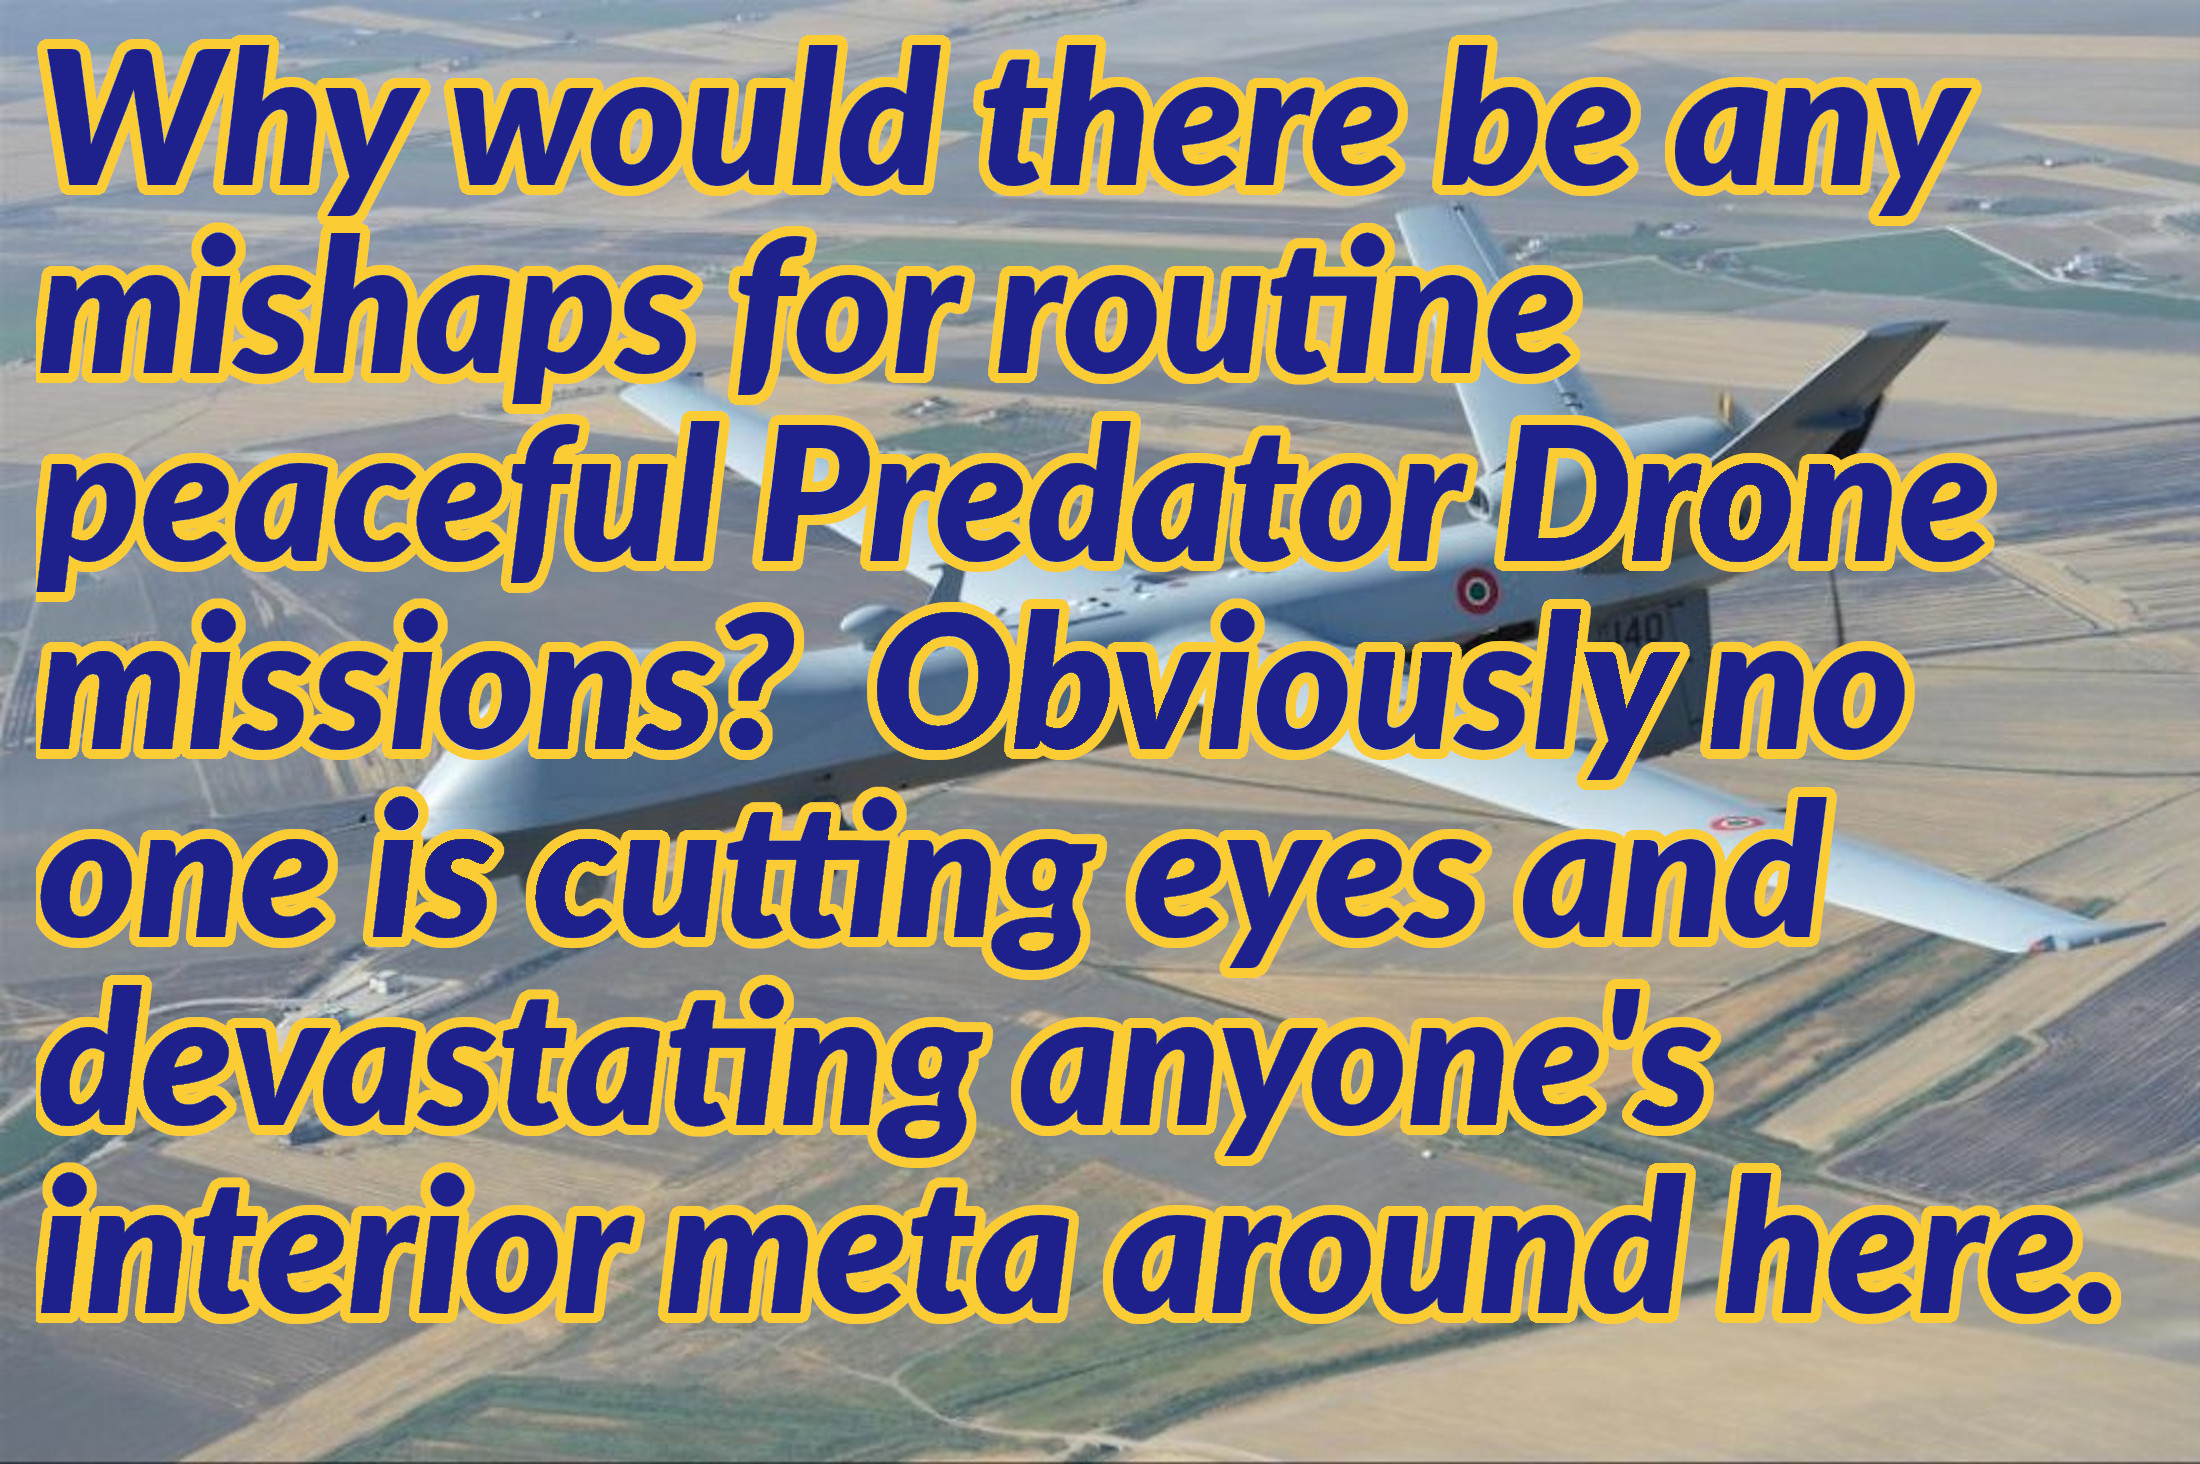 Why would there be any
mishaps for routine
peaceful Predator Drone
missions?  Obviously no
one is cutting eyes and
devastating anyone's
interior meta around here.
140